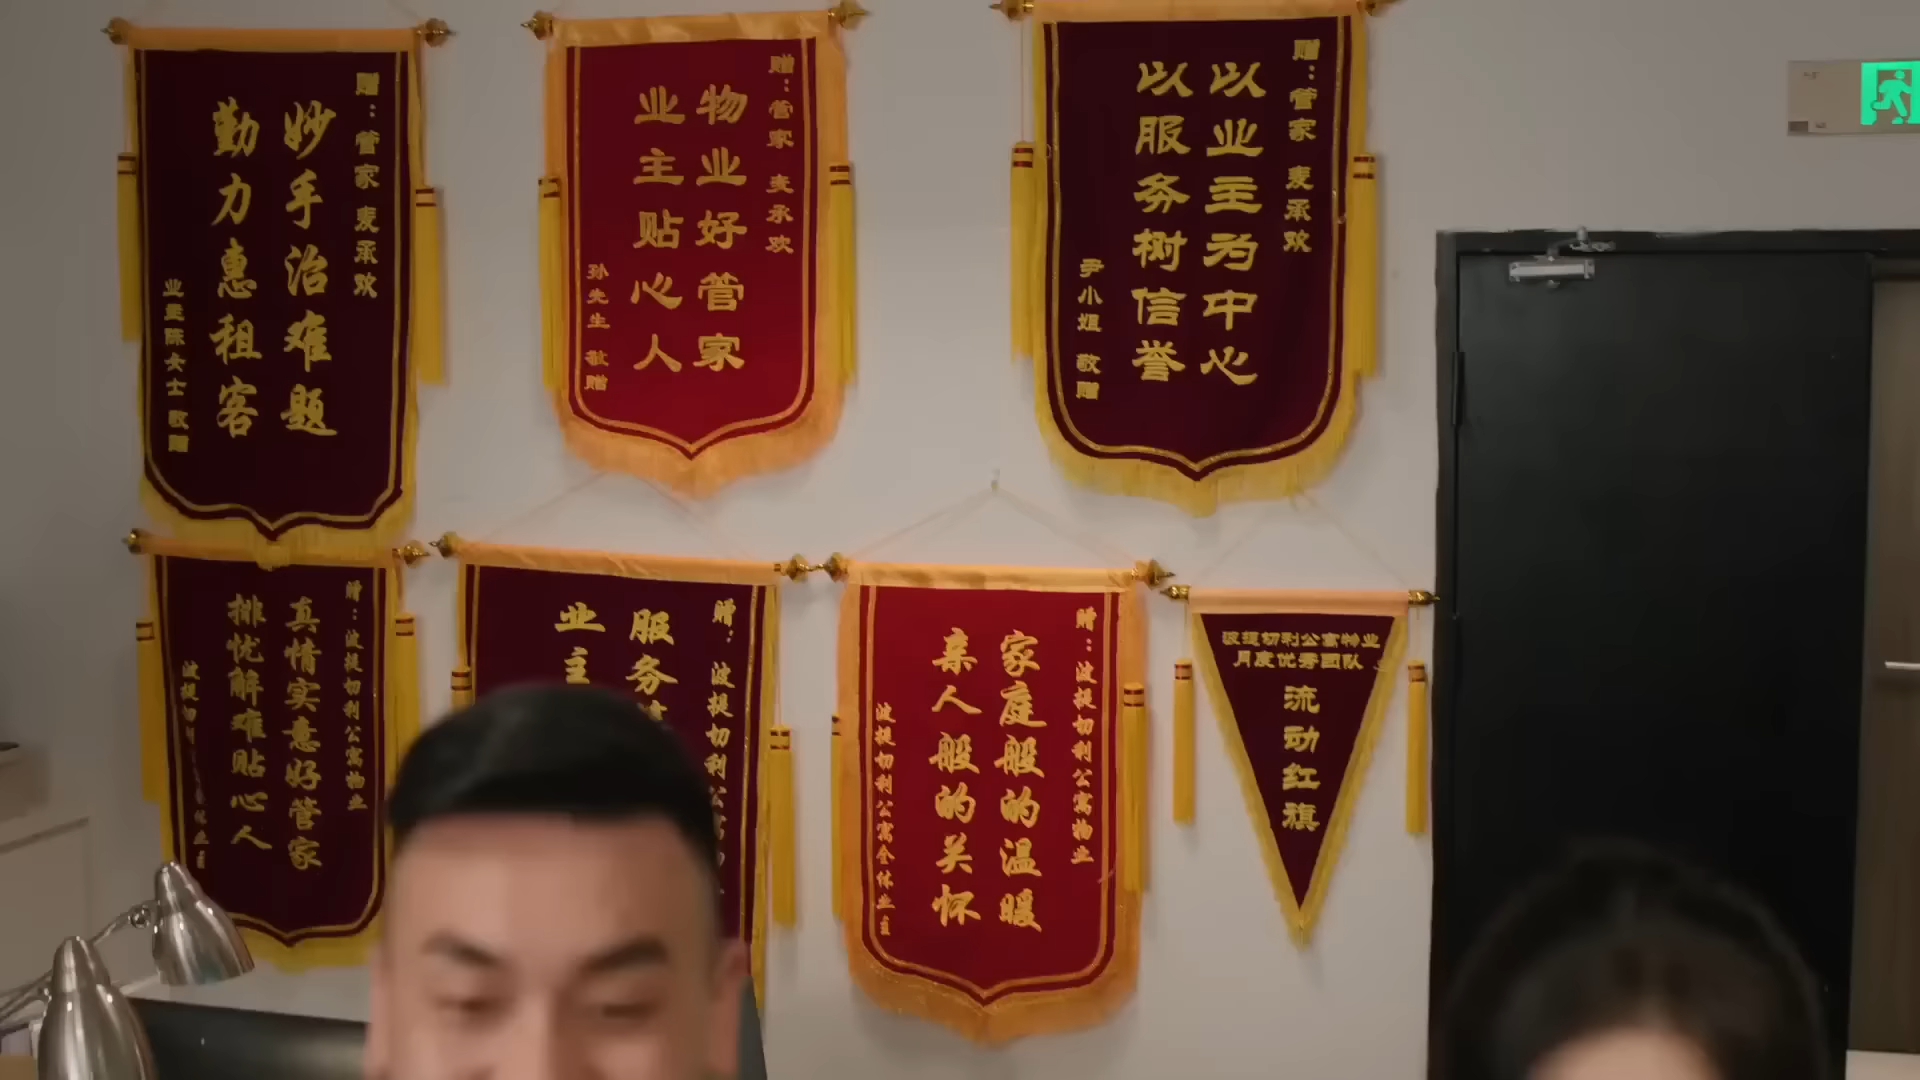 赠：管家 麦承欢
妙手治难题
勤力惠租客
业主陈女士 敬赠
赠：管家 麦承欢
物业好管家
业主贴心人
孙先生 敬赠
赠：管家 麦承欢
以业主为中心
以服务树信誉
尹小姐 敬赠
赠：波提切利公寓物业
真情实意好管家
排忧解难贴心人
波提切利
赠：波提切利公寓
服务
业主
赠：波提切利公寓物业
家庭般的温暖
亲人般的关怀
波提切利公寓全体业主
波提切利公寓物业
月度优秀团队
流动红旗